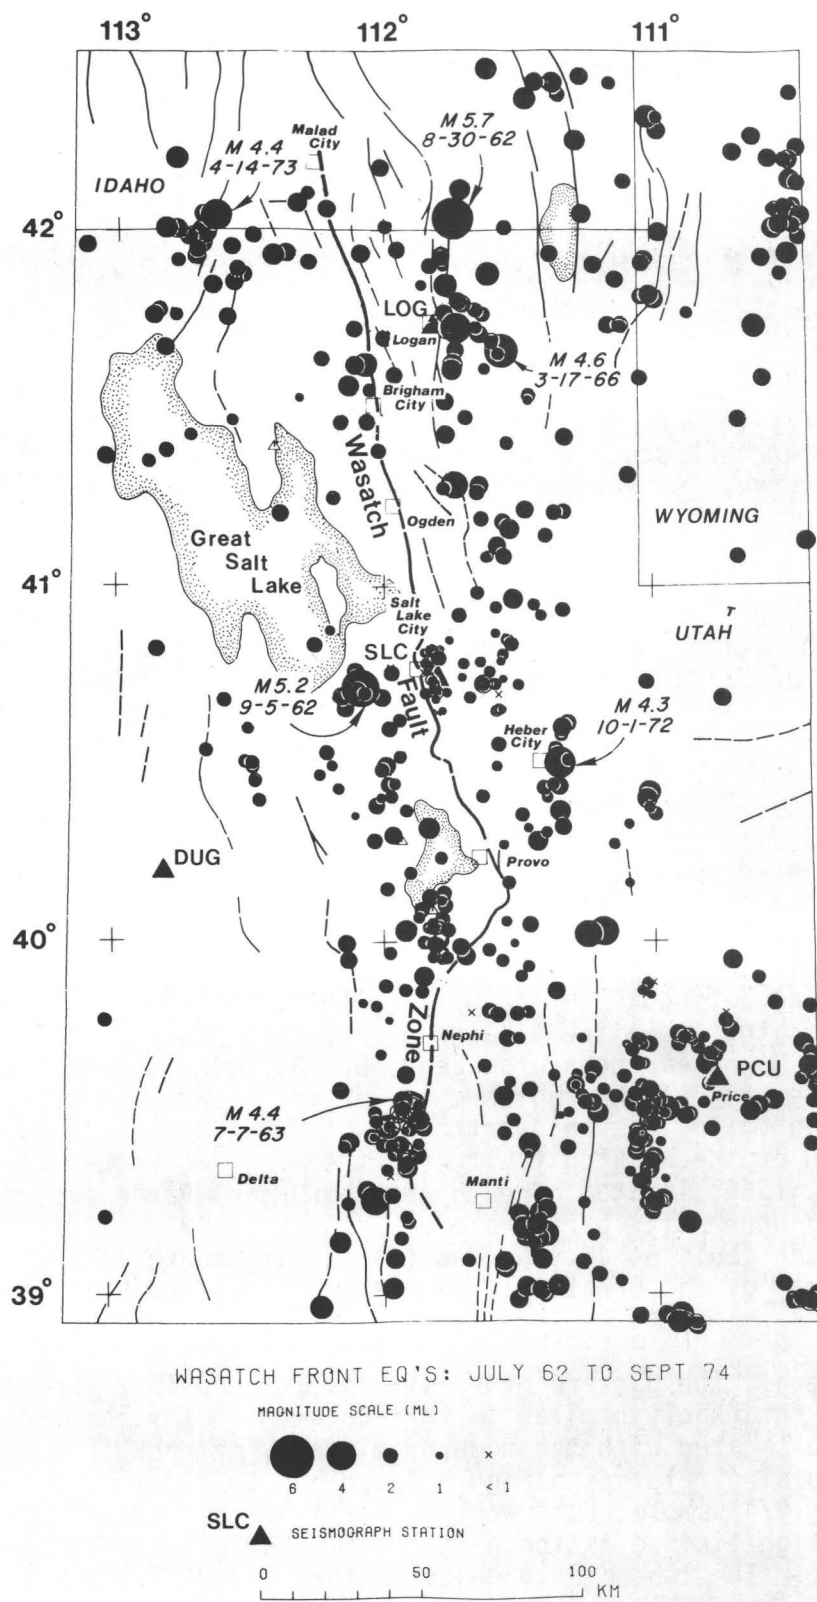 113° 112° 111°
Malad
City
M 4.4
4-14-73
M 5.7
8-30-62
IDAHO
42°
LOG
Logan
M 4.6
3-17-66
Brigham
City
Wasatch
Ogden
WYOMING
Great
Salt
Lake
41°
Salt
Lake
City
T
UTAH
SLC
M 5.2
9-5-62
Fault
M 4.3
10-1-72
Heber
City
DUG
Provo
40°
Zone
Nephi
PCU
Price
M 4.4
7-7-63
Delta
Manti
39°
WASATCH FRONT EQ'S: JULY 62 TO SEPT 74
MAGNITUDE SCALE (ML)
6 4 2 1 < 1
SLC SEISMOGRAPH STATION
0 50 100
KM